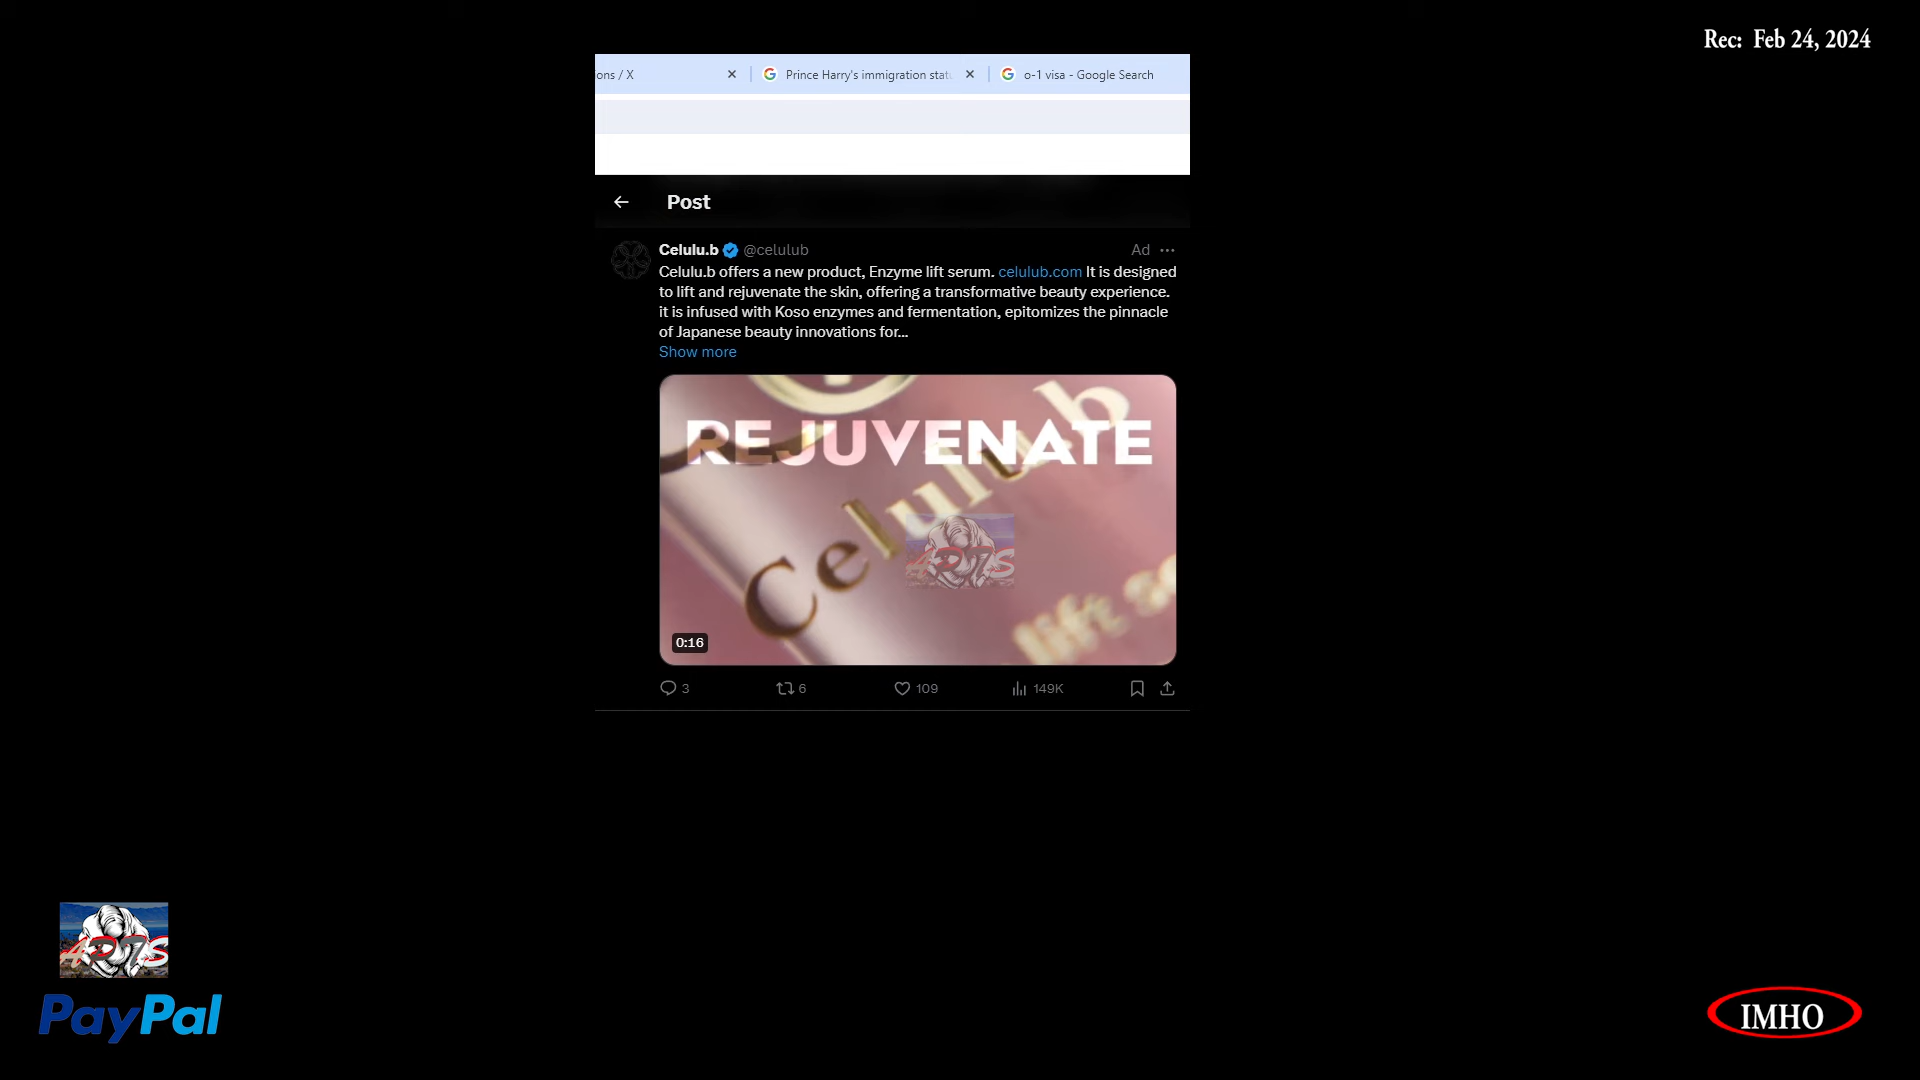 Rec: Feb 24, 2024
ons / X
Prince Harry's immigration stat
o-1 visa - Google Search
Post
Celulu.b @celulub
Ad
Celulu.b offers a new product, Enzyme lift serum. celulub.com It is designed
to lift and rejuvenate the skin, offering a transformative beauty experience.
it is infused with Koso enzymes and fermentation, epitomizes the pinnacle
of Japanese beauty innovations for...
Show more
REJUVENATE
Celulu.b
lift
0:16
3
6
109
149K
PayPal
IMHO